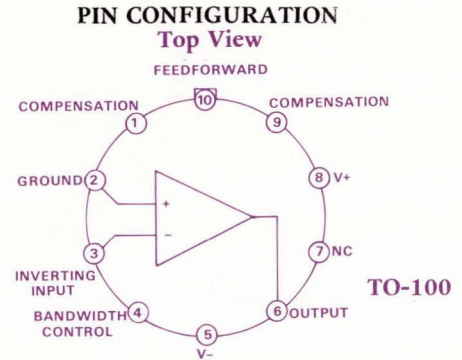 PIN CONFIGURATION
Top View
FEEDFORWARD
10
COMPENSATION
1
COMPENSATION
9
GROUND
2
8
V+
+
−
3
INVERTING
INPUT
7
NC
TO-100
BANDWIDTH
CONTROL
4
5
V−
6
OUTPUT